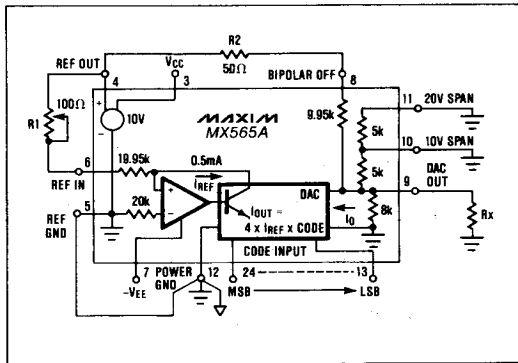 REF OUT
R2
50Ω
BIPOLAR OFF
VCC
4
3
8
100Ω
R1
+
10V
-
MAXIM
MX565A
9.95k
11 20V SPAN
5k
10 10V SPAN
5k
9 DAC OUT
6
REF IN
19.95k
0.5mA
IREF
DAC
IOUT =
4 x IREF x CODE
IO
8k
Rx
5
REF GND
20k
+
-
CODE INPUT
7
-VEE
POWER GND
12
24
13
MSB
LSB